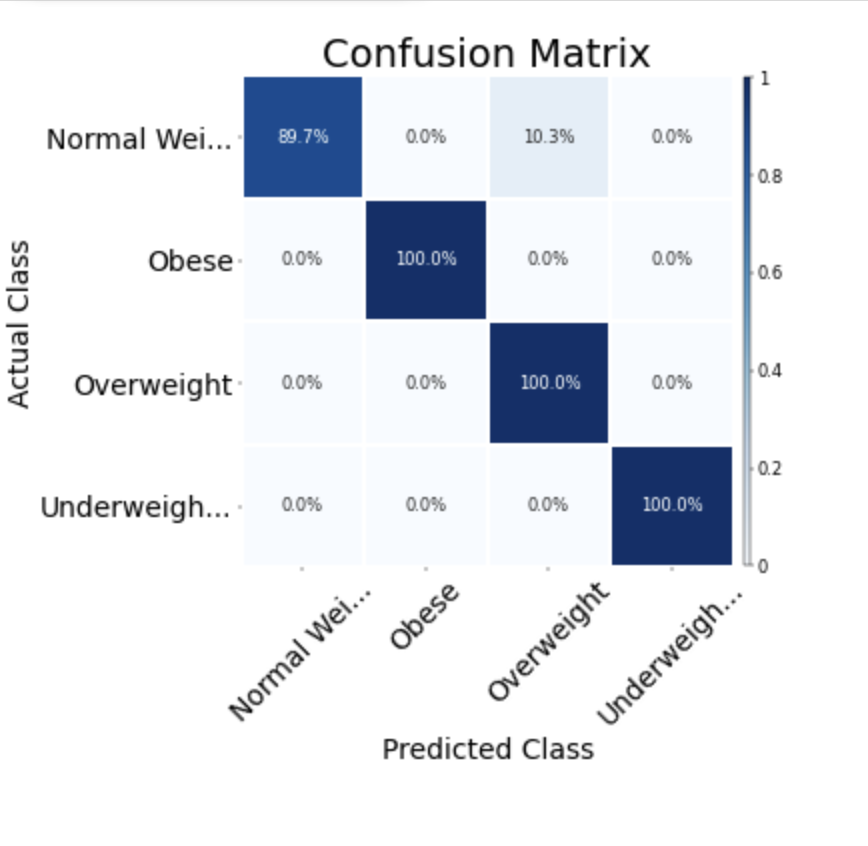 Confusion Matrix
Normal Wei... 89.7% 0.0% 10.3% 0.0%
Obese 0.0% 100.0% 0.0% 0.0%
Overweight 0.0% 0.0% 100.0% 0.0%
Underweigh... 0.0% 0.0% 0.0% 100.0%
Actual Class
1
0.8
0.6
0.4
0.2
0
Normal Wei... Obese Overweight Underweigh...
Predicted Class